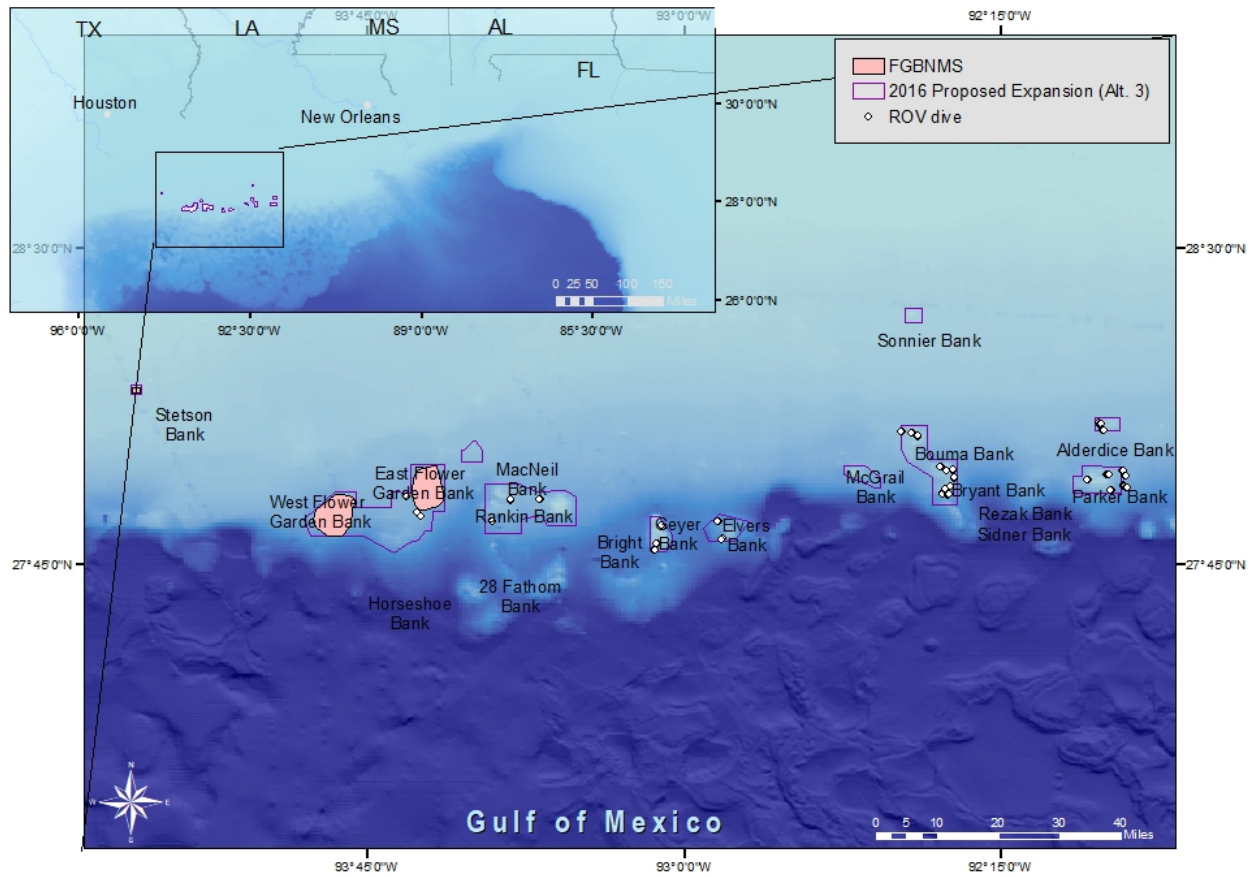 93°45'0"W
93°0'0"W
92°15'0"W
TX
LA
MS
AL
FL
Houston
New Orleans
30°0'0"N
28°0'0"N
26°0'0"N
28°30'0"N
0 25 50 100 150
Miles
96°0'0"W
92°30'0"W
89°0'0"W
85°30'0"W
FGBNMS
2016 Proposed Expansion (Alt. 3)
ROV dive
28°30'0"N
Sonnier Bank
Stetson
Bank
West Flower
Garden Bank
East Flower
Garden Bank
MacNeil
Bank
Rankin Bank
Horseshoe
Bank
28 Fathom
Bank
Bright
Bank
Geyer
Bank
Elvers
Bank
McGrail
Bank
Bouma Bank
Bryant Bank
Rezak Bank
Sidner Bank
Alderdice Bank
Parker Bank
27°45'0"N
27°45'0"N
N
W
E
S
Gulf of Mexico
0 5 10 20 30 40
Miles
93°45'0"W
93°0'0"W
92°15'0"W